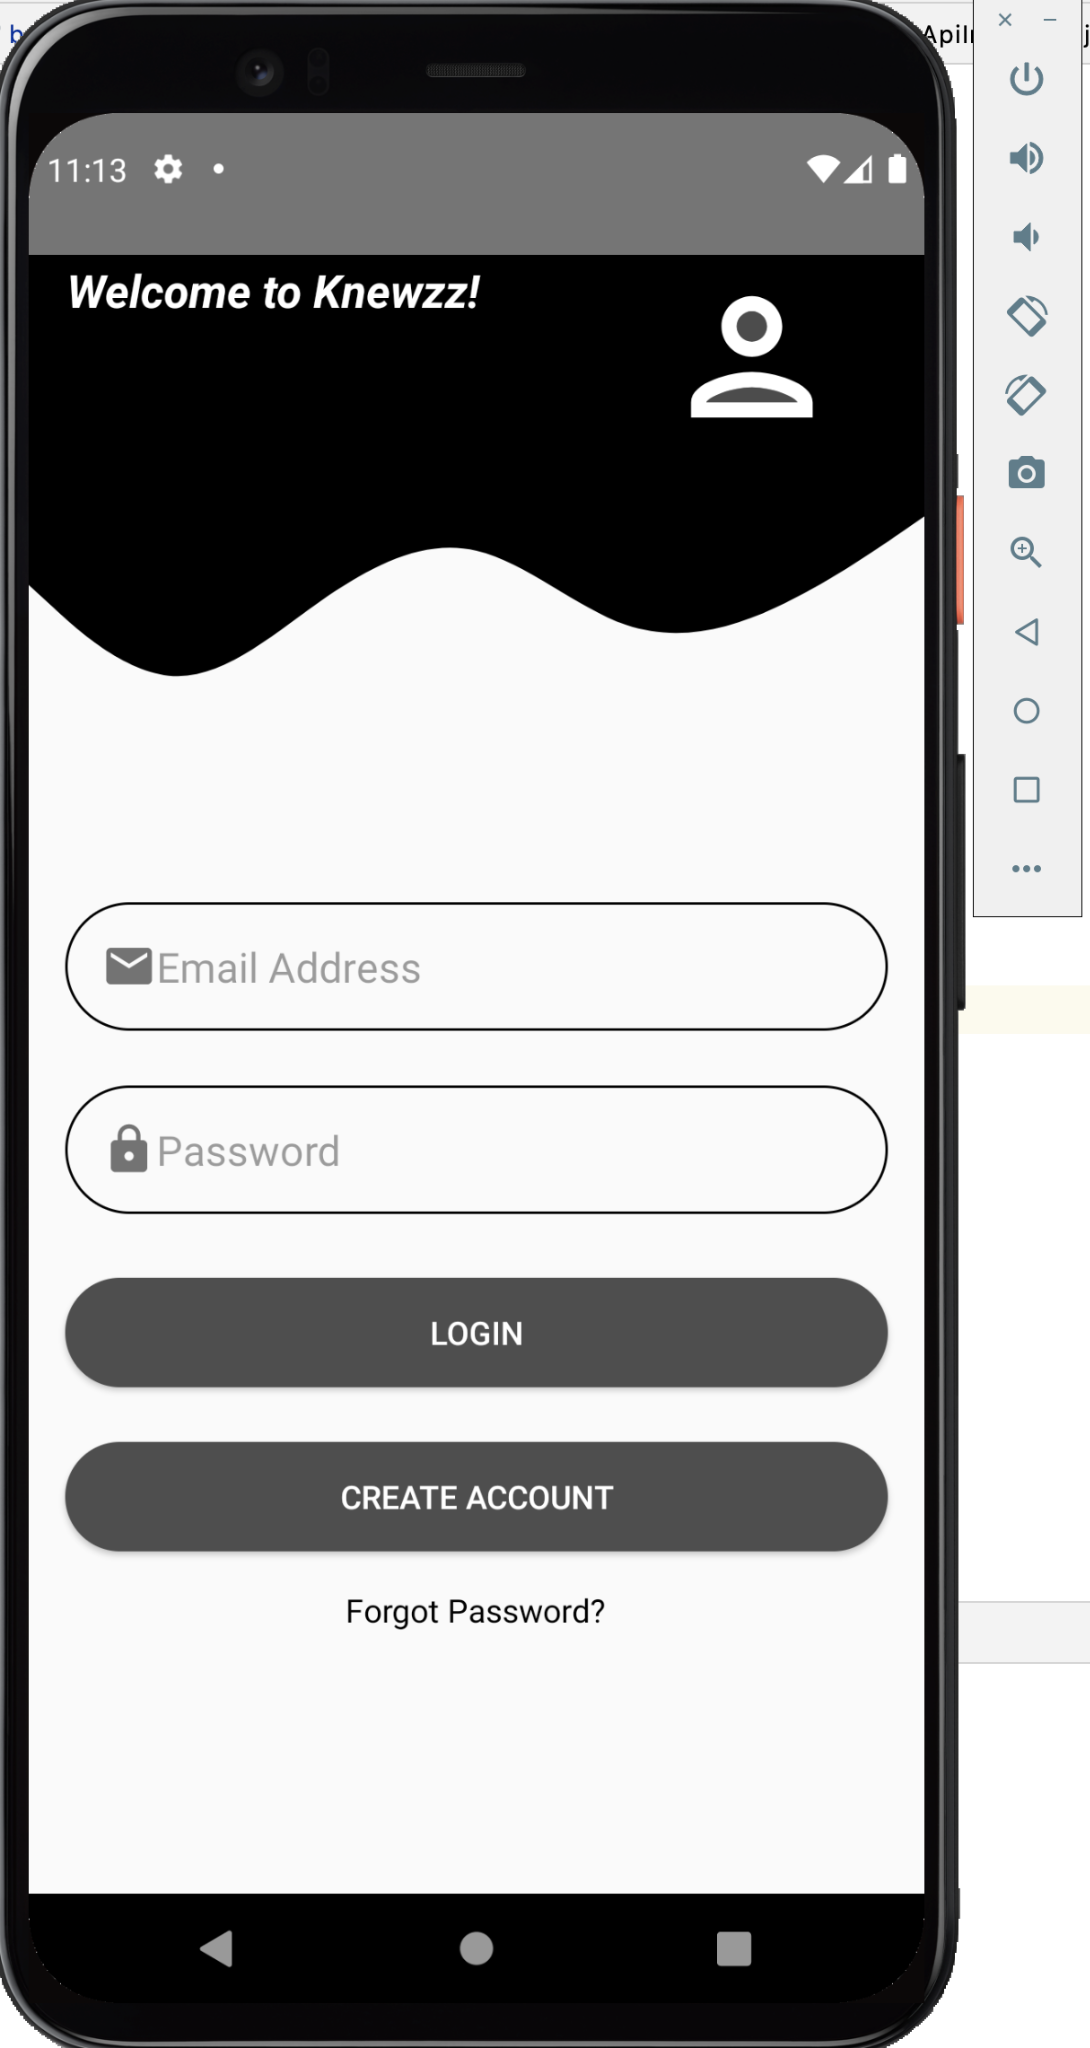 11:13
Welcome to Knewzz!
Email Address
Password
LOGIN
CREATE ACCOUNT
Forgot Password?